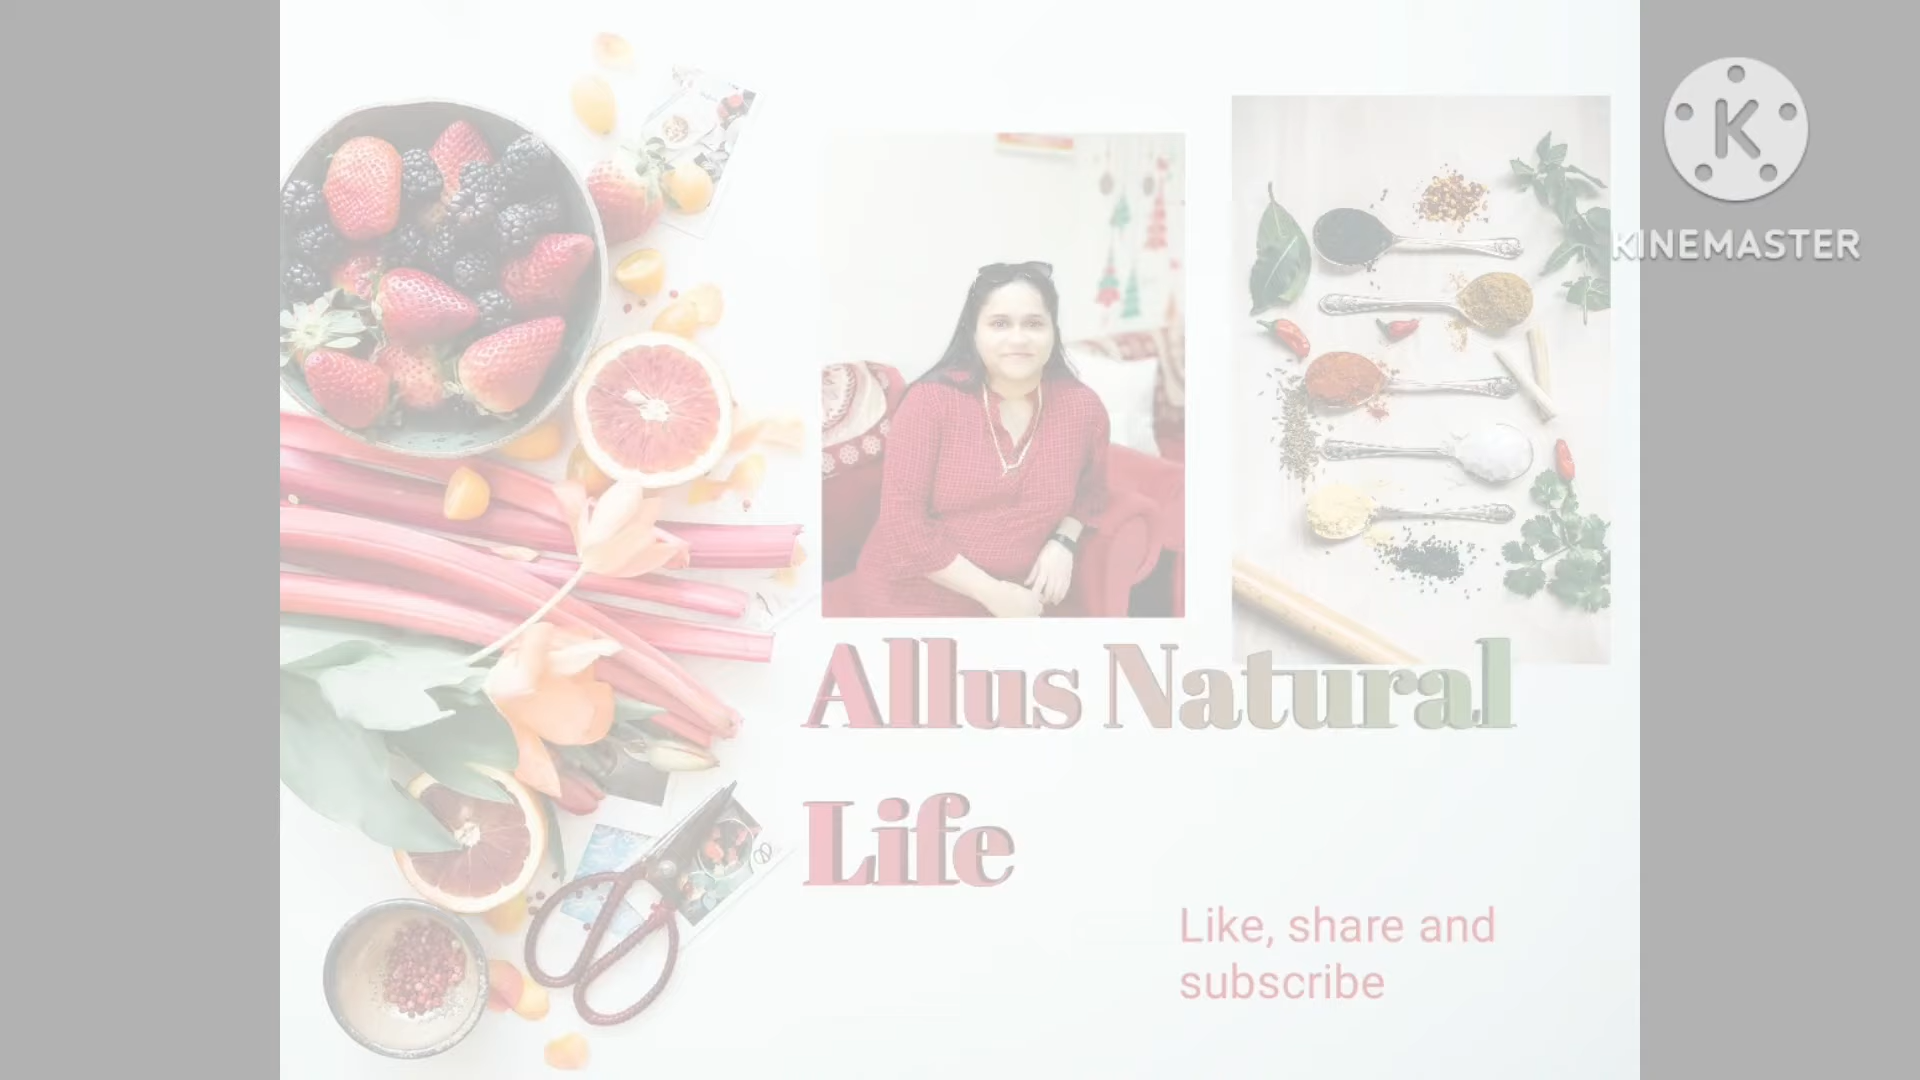 K
KINEMASTER
Allus Natural
Life
Like, share and
subscribe